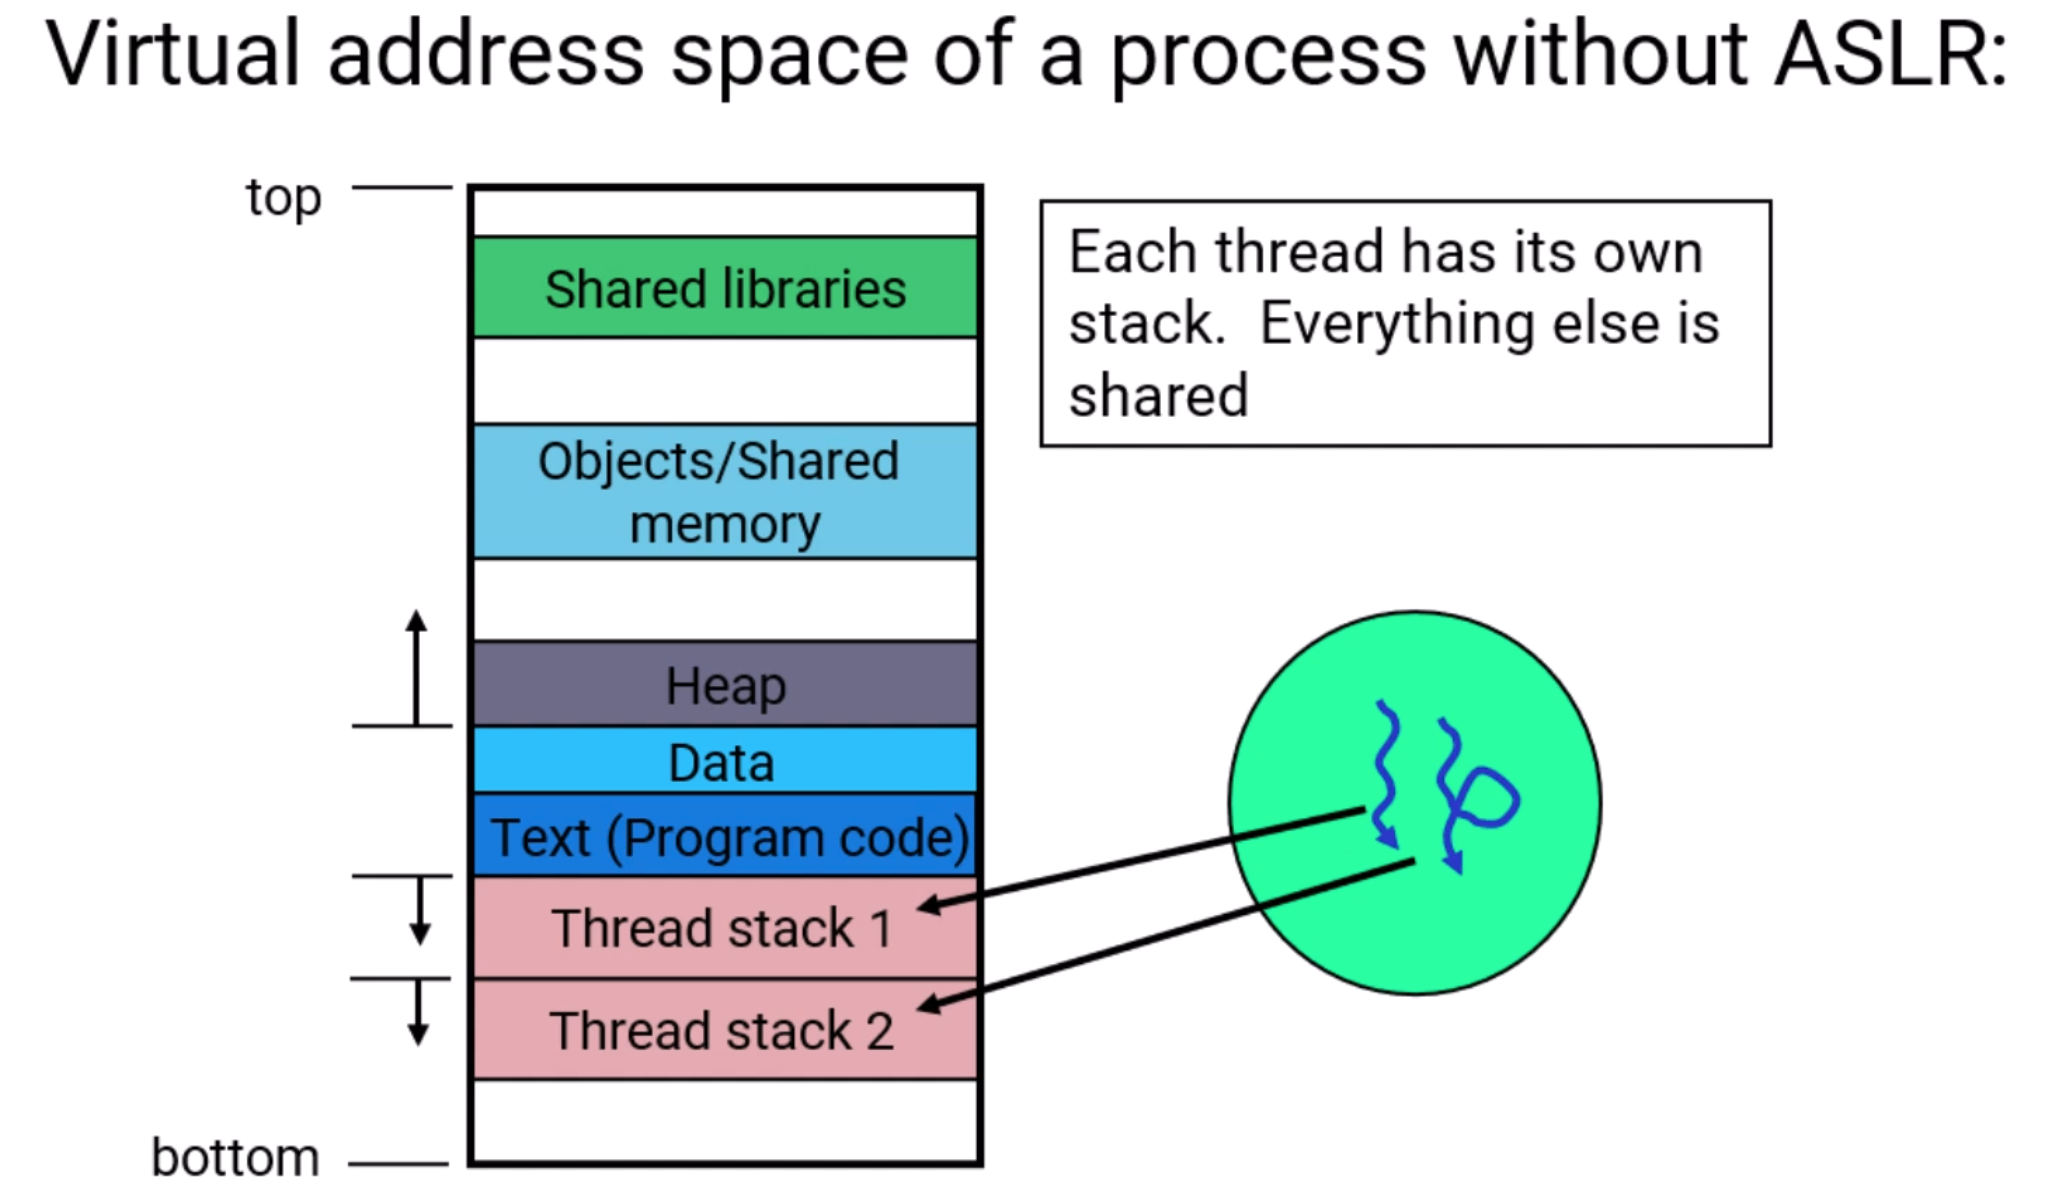 Virtual address space of a process without ASLR:
top
Shared libraries
Each thread has its own
stack.  Everything else is
shared
Objects/Shared
memory
Heap
Data
Text (Program code)
Thread stack 1
Thread stack 2
bottom